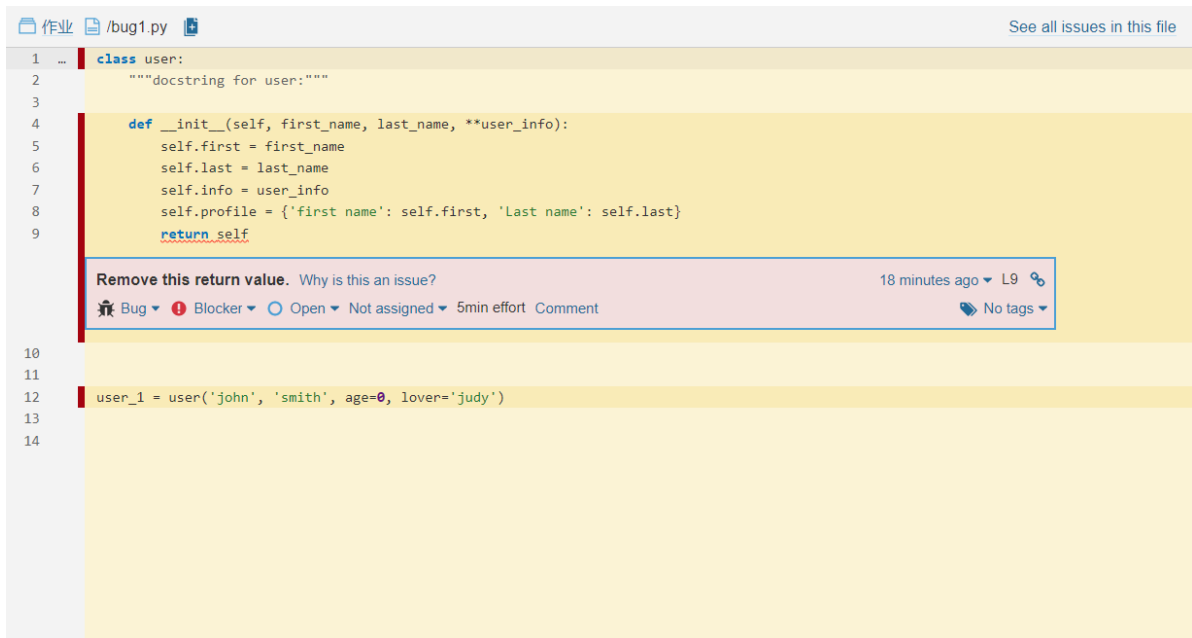 作业 /bug1.py See all issues in this file
1 … class user:
2 """docstring for user:"""
3
4 def __init__(self, first_name, last_name, **user_info):
5 self.first = first_name
6 self.last = last_name
7 self.info = user_info
8 self.profile = {'first name': self.first, 'Last name': self.last}
9 return self
Remove this return value. Why is this an issue? 18 minutes ago L9
Bug Blocker Open Not assigned 5min effort Comment No tags
10
11
12 user_1 = user('john', 'smith', age=0, lover='judy')
13
14